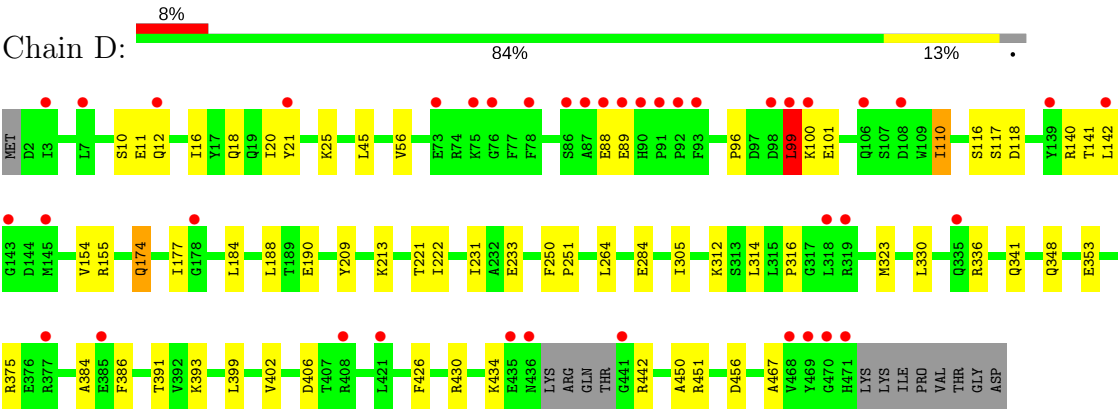 8%
Chain D:
84% 13% •
MET D2 I3 L7 S10 E11 Q12 I16 Y17 Q18 Q19 I20 Y21 K25 L45 V56 E73 R74 K75 G76 F77 F78 S86 A87 E88 E89 H90 P91 P92 F93 P96 D97 D98 L99 K100 E101 Q106 S107 D108 W109 I110 S116 S117 D118 Y139 R140 T141 L142
G143 D144 M145 V154 R155 Q174 I177 G178 L184 L188 T189 E190 Y209 K213 T221 I222 I231 A232 E233 F250 P251 L264 E284 I305 K312 S313 L314 L315 P316 G317 L318 R319 M323 L330 Q335 R336 Q341 Q348 E353
R375 E376 R377 A384 E385 F386 T391 V392 K393 L399 V402 D406 T407 R408 L421 F426 R430 K434 E435 N436 LYS ARG GLN THR G441 R442 A450 R451 D456 A467 V468 Y469 G470 H471 LYS LYS ILE PRO VAL THR GLY ASP